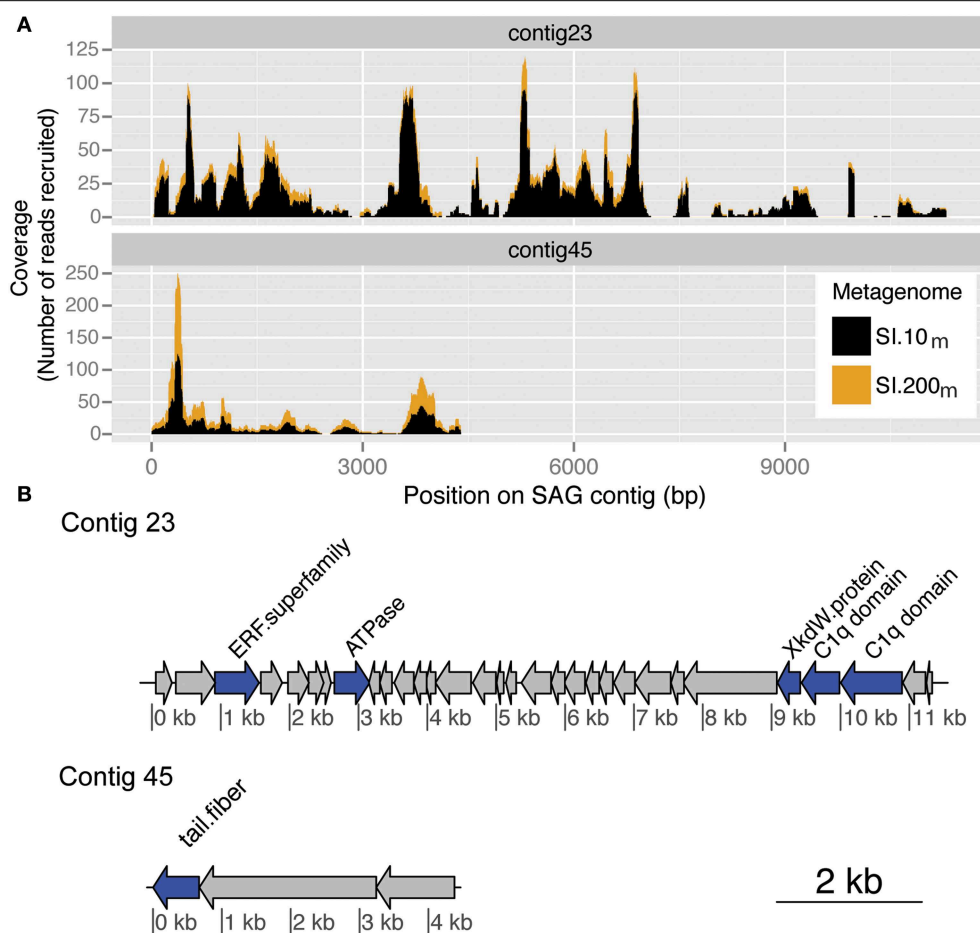 A
contig23
125
100
75
50
25
0
Coverage
(Number of reads recruited)
contig45
250
200
150
100
50
0
Metagenome
SI.10 m
SI.200m
0
3000
6000
9000
Position on SAG contig (bp)
B
Contig 23
ERF.superfamily
ATPase
XkdW.protein
C1q domain
C1q domain
|0 kb |1 kb |2 kb |3 kb |4 kb |5 kb |6 kb |7 kb |8 kb |9 kb |10 kb |11 kb
Contig 45
tail.fiber
|0 kb |1 kb |2 kb |3 kb |4 kb
2 kb